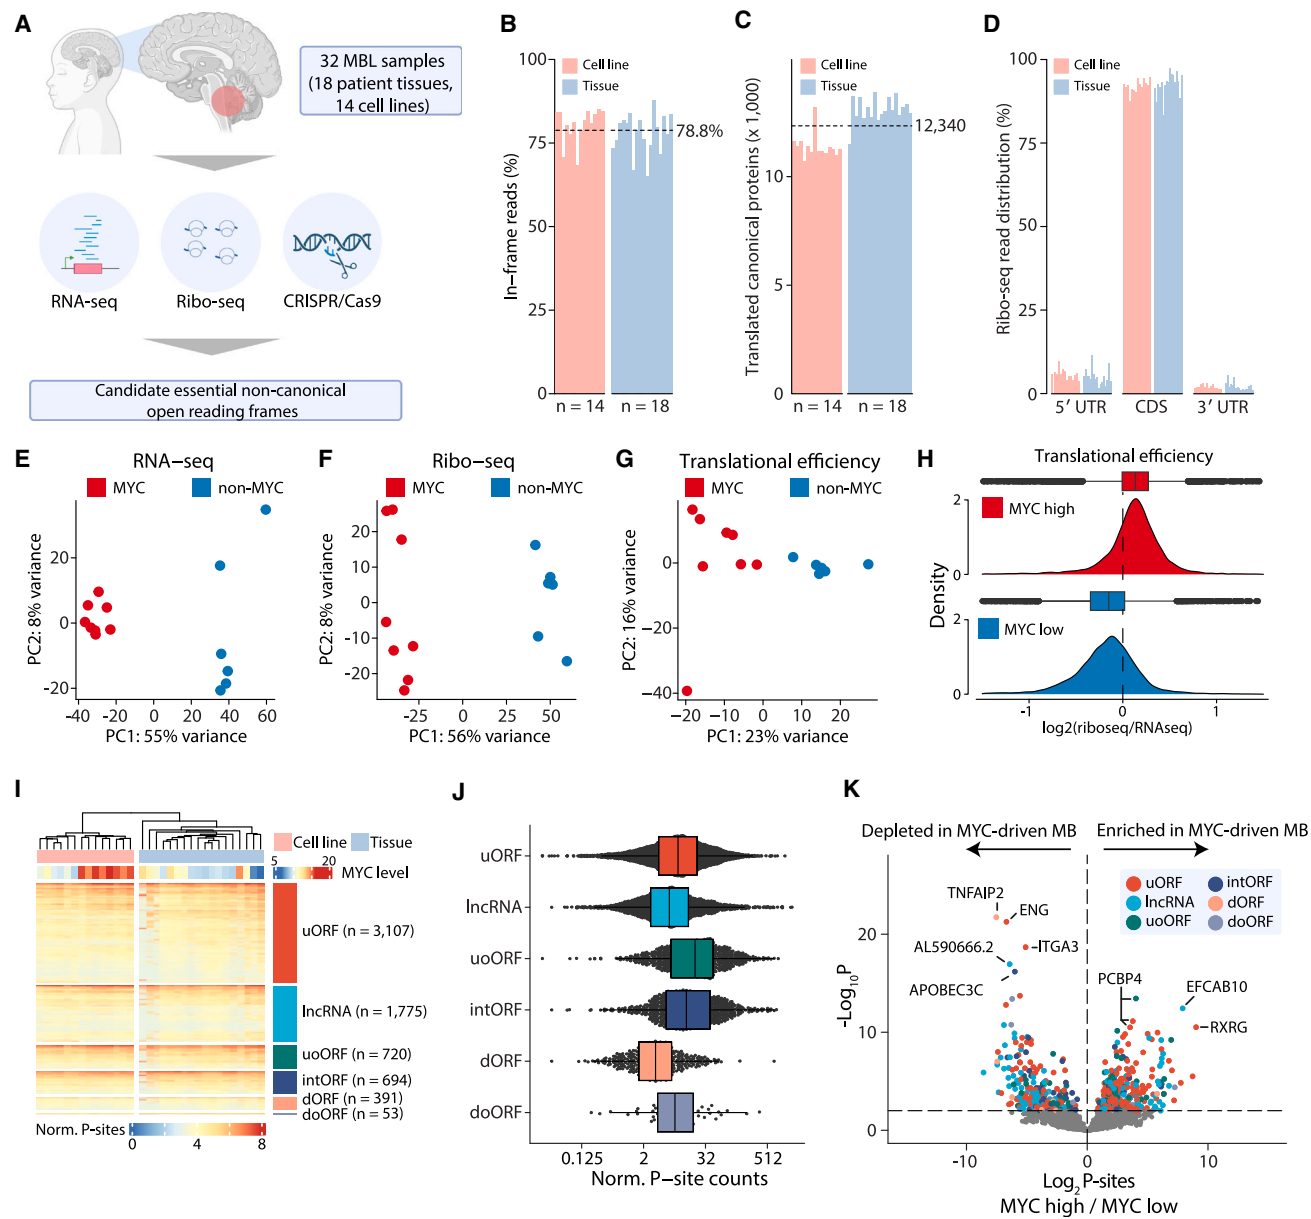 A
32 MBL samples
(18 patient tissues,
14 cell lines)
RNA-seq
Ribo-seq
CRISPR/Cas9
Candidate essential non-canonical
open reading frames
B
In−frame reads (%)
100
75
50
25
0
Cell line
Tissue
78.8%
n = 14
n = 18
C
Translated canonical proteins (x 1,000)
10
5
0
Cell line
Tissue
12,340
n = 14
n = 18
D
Ribo-seq read distribution (%)
100
75
50
25
0
Cell line
Tissue
5′ UTR
CDS
3′ UTR
E
RNA−seq
MYC
non-MYC
PC2: 8% variance
20
0
-20
-40
-20
0
20
40
60
PC1: 55% variance
F
Ribo−seq
MYC
non-MYC
PC2: 8% variance
20
10
0
-10
-20
-25
0
25
50
PC1: 56% variance
G
Translational efficiency
MYC
non-MYC
PC2: 16% variance
0
−20
−40
−20
−10
0
10
20
PC1: 23% variance
H
Translational efficiency
MYC high
MYC low
Density
2
0
2
0
-1
0
1
log2(riboseq/RNAseq)
I
Cell line
Tissue
5
20
MYC level
uORF (n = 3,107)
lncRNA (n = 1,775)
uoORF (n = 720)
intORF (n = 694)
dORF (n = 391)
doORF (n = 53)
Norm. P-sites
0
4
8
J
uORF
lncRNA
uoORF
intORF
dORF
doORF
0.125
2
32
512
Norm. P−site counts
K
Depleted in MYC-driven MB
Enriched in MYC-driven MB
uORF
lncRNA
uoORF
intORF
dORF
doORF
TNFAIP2
ENG
ITGA3
AL590666.2
APOBEC3C
PCBP4
EFCAB10
RXRG
-Log10P
20
10
0
-10
0
10
Log2P-sites
MYC high / MYC low